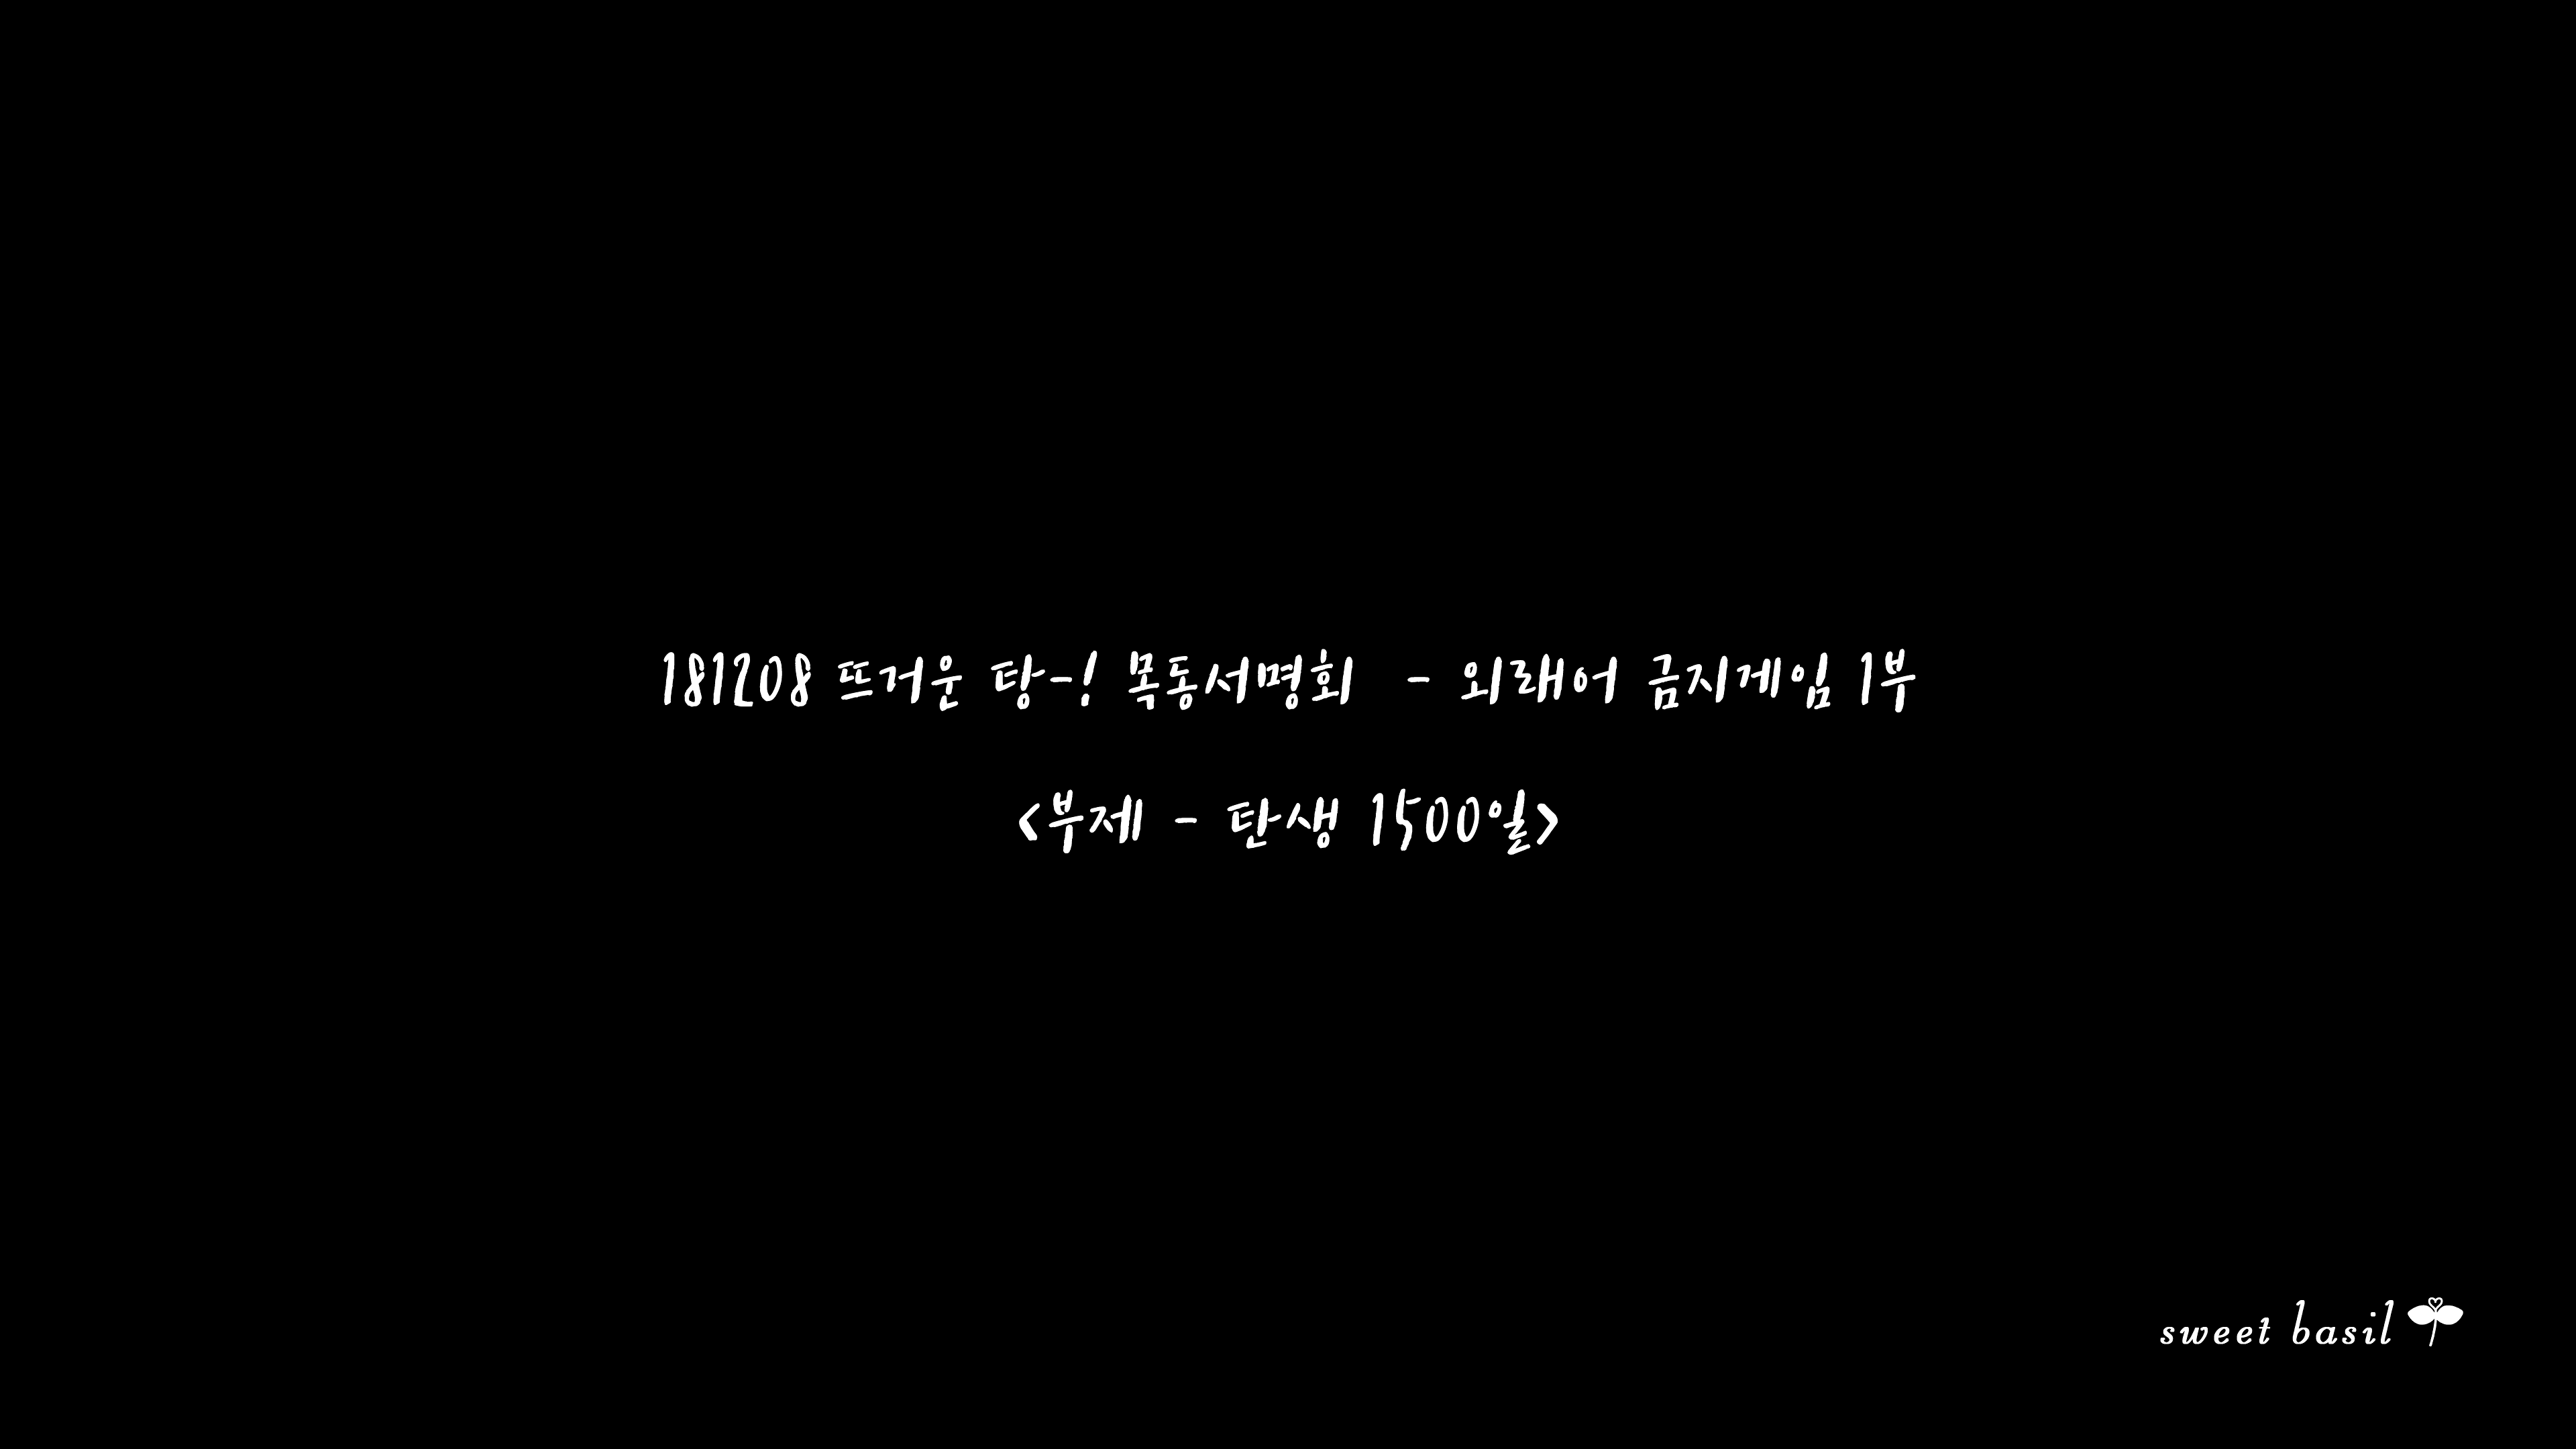 181208 뜨거운 탕-! 목동서명회 - 외래어 금지게임 1부
<부제 - 탄생 1500일>
sweet basil